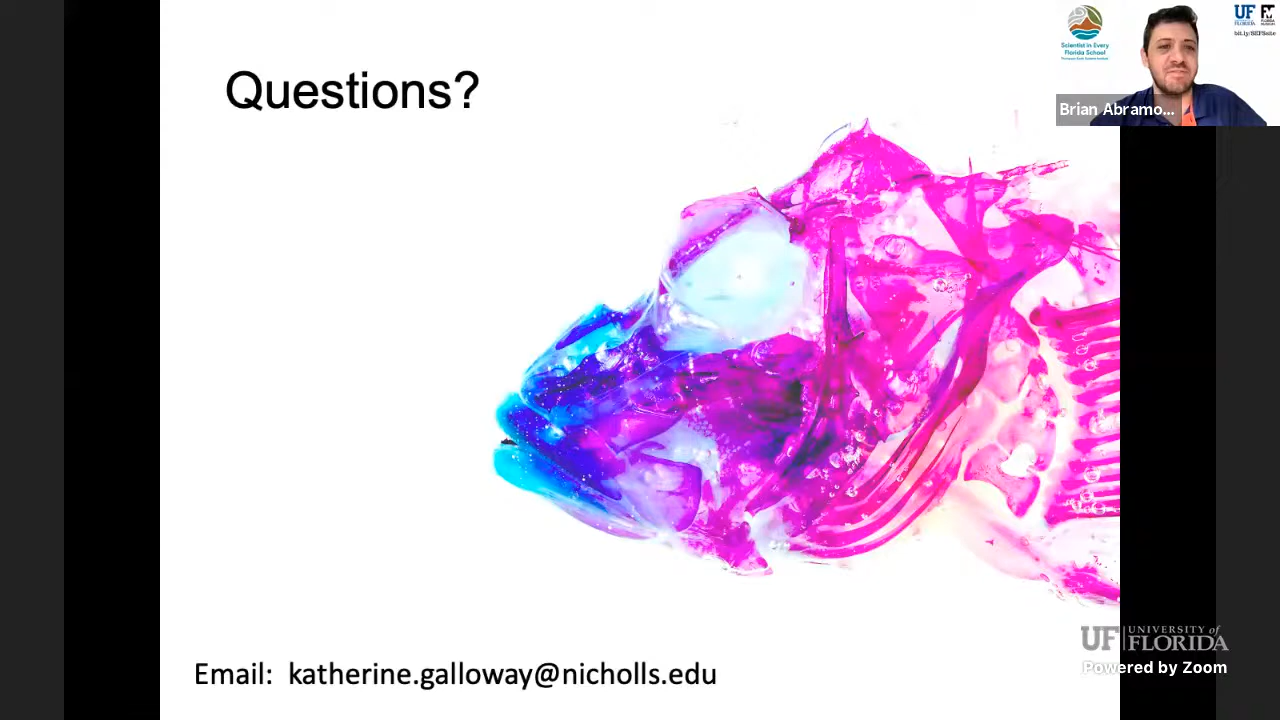 Questions?
Scientist in Every
Florida School
UF
FLORIDA
bit.ly/SEFSsite
Brian Abramo...
UF UNIVERSITY of
FLORIDA
Powered by Zoom
Email: katherine.galloway@nicholls.edu